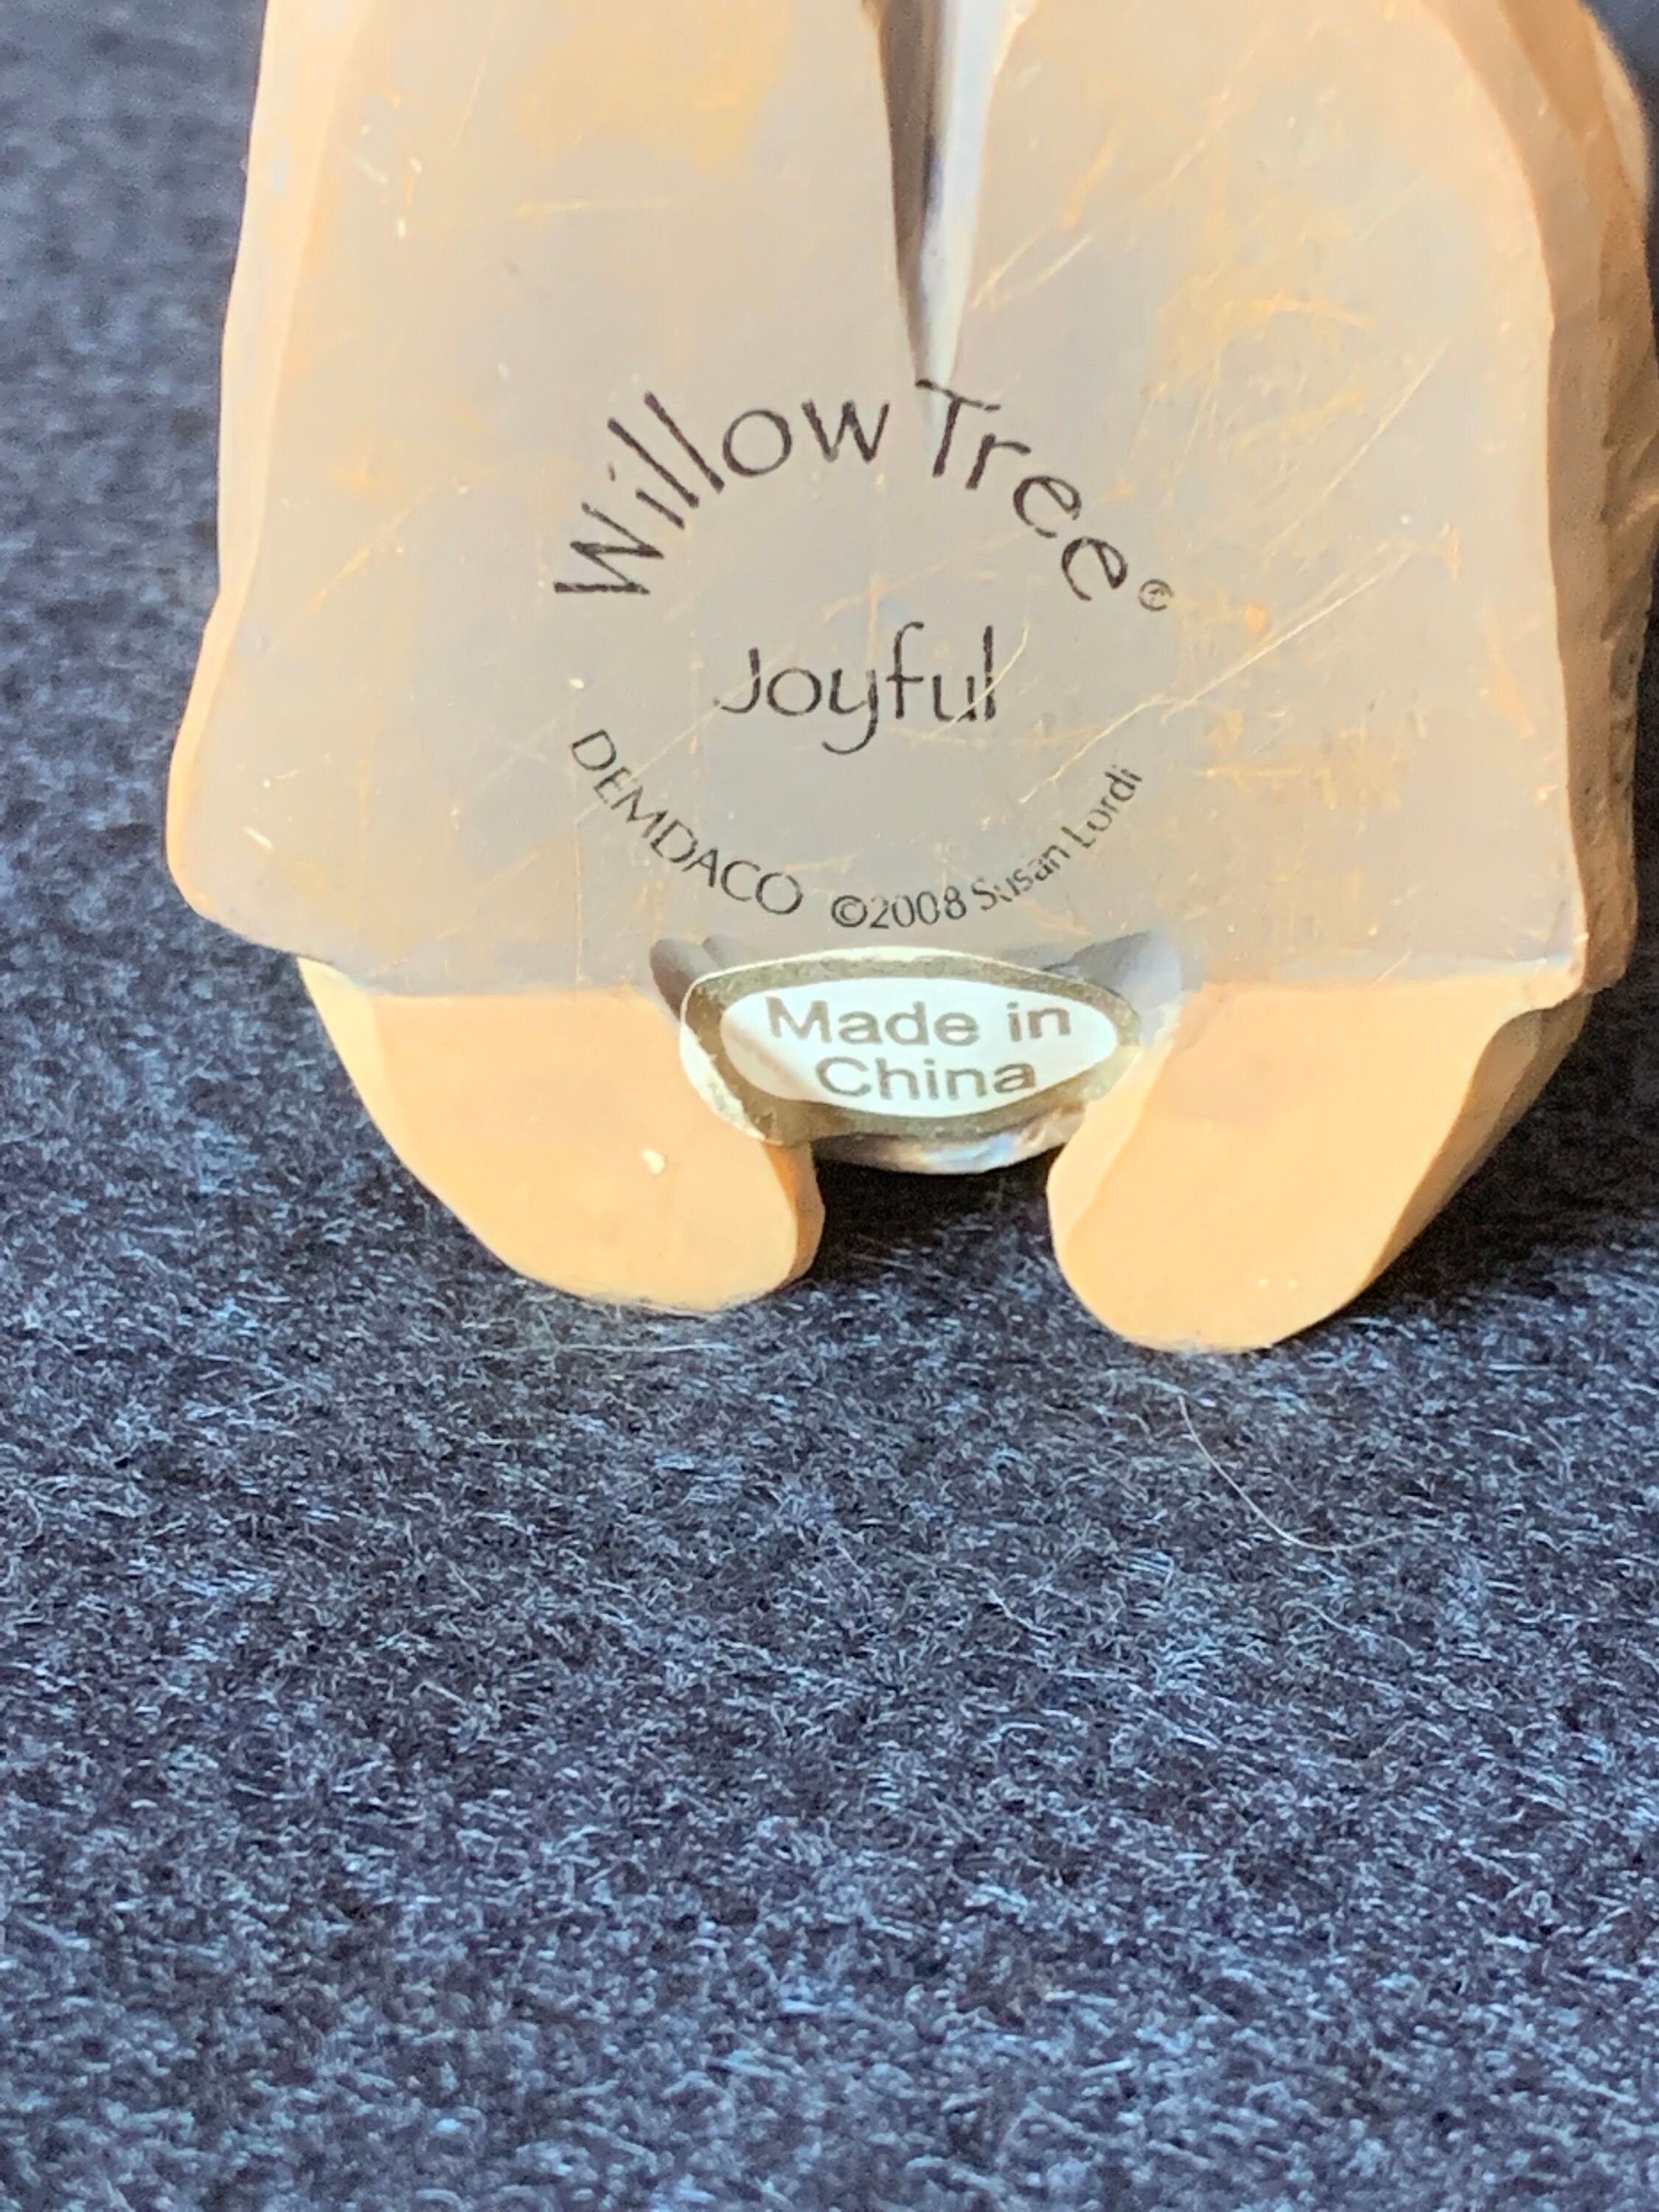 Willow Tree®
Joyful
DEMDACO ©2008 Susan Lordi
Made in
China